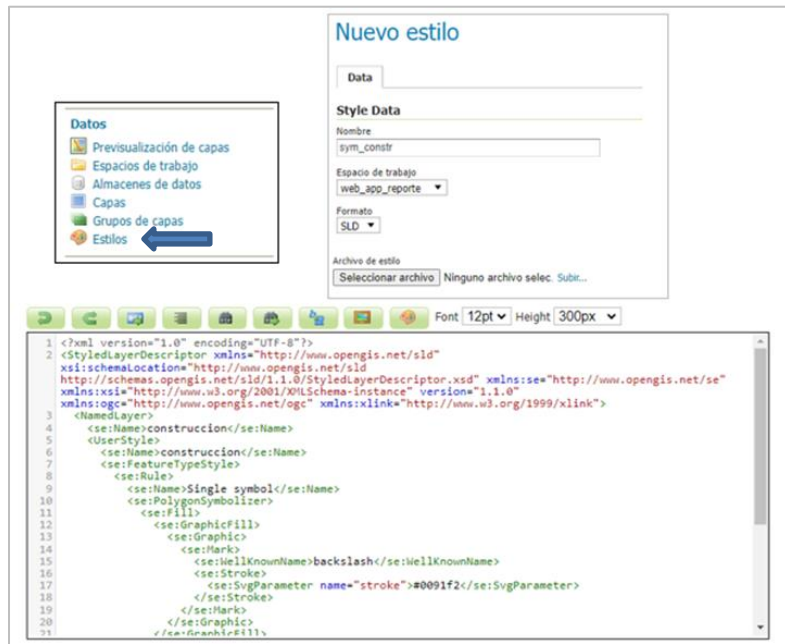 Nuevo estilo
Data
Style Data
Nombre
sym_constr
Espacio de trabajo
web_app_reporte
Formato
SLD
Archivo de estilo
Seleccionar archivo Ninguno archivo selec. Subir...
Datos
Previsualización de capas
Espacios de trabajo
Almacenes de datos
Capas
Grupos de capas
Estilos
Font 12pt Height 300px
1 <?xml version="1.0" encoding="UTF-8"?>
2 <StyledLayerDescriptor xmlns="http://www.opengis.net/sld"
xsi:schemaLocation="http://www.opengis.net/sld
http://schemas.opengis.net/sld/1.1.0/StyledLayerDescriptor.xsd" xmlns:se="http://www.opengis.net/se"
xmlns:xsi="http://www.w3.org/2001/XMLSchema-instance" version="1.1.0"
xmlns:ogc="http://www.opengis.net/ogc" xmlns:xlink="http://www.w3.org/1999/xlink">
3 <NamedLayer>
4 <se:Name>construccion</se:Name>
5 <UserStyle>
6 <se:Name>construccion</se:Name>
7 <se:FeatureTypeStyle>
8 <se:Rule>
9 <se:Name>Single symbol</se:Name>
10 <se:PolygonSymbolizer>
11 <se:Fill>
12 <se:GraphicFill>
13 <se:Graphic>
14 <se:Mark>
15 <se:WellKnownName>backslash</se:WellKnownName>
16 <se:Stroke>
17 <se:SvgParameter name="stroke">#0091f2</se:SvgParameter>
18 </se:Stroke>
19 </se:Mark>
20 </se:Graphic>
21 </se:GraphicFill>